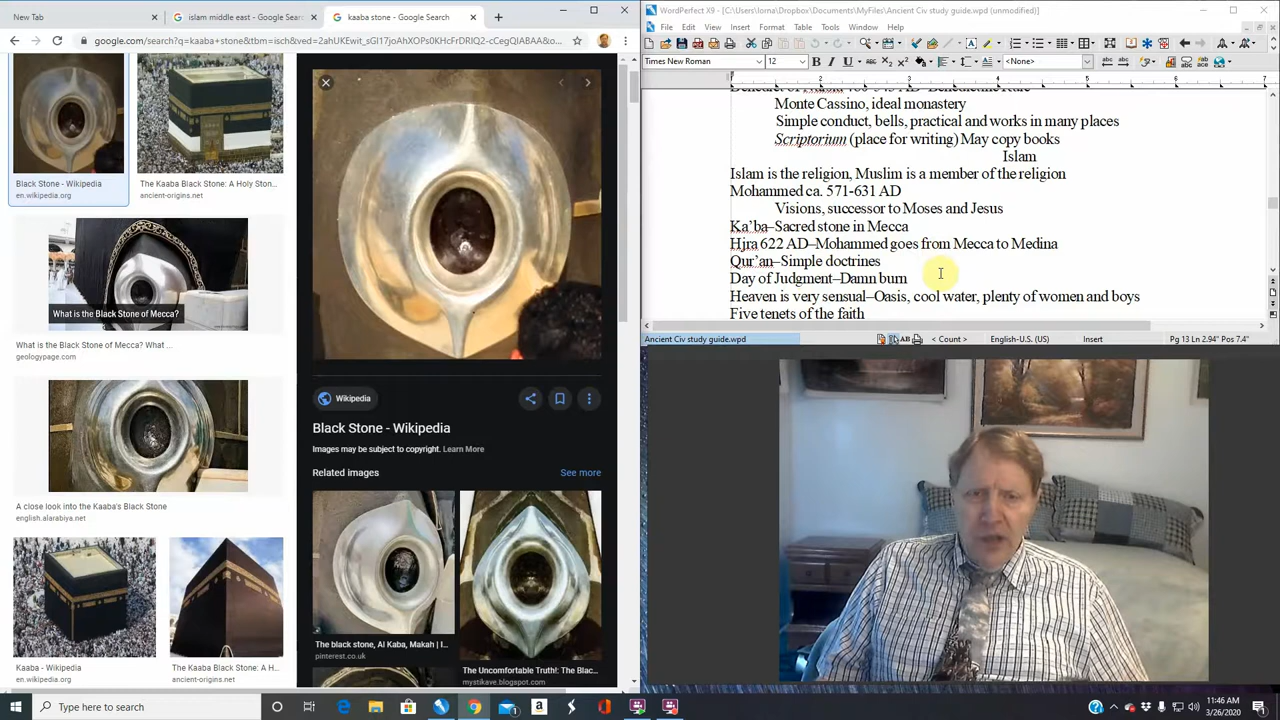 New Tab
islam middle east - Google Searc
kaaba stone - Google Search
google.com/search?q=kaaba+stone&tbm=isch&ved=
Black Stone - Wikipedia
en.wikipedia.org
The Kaaba Black Stone: A Holy Ston...
ancient-origins.net
What is the Black Stone of Mecca?
What is the Black Stone of Mecca? What ...
geologypage.com
A close look into the Kaaba's Black Stone
english.alarabiya.net
Kaaba - Wikipedia
en.wikipedia.org
The Kaaba Black Stone: A H...
ancient-origins.net
Wikipedia
Black Stone - Wikipedia
Images may be subject to copyright. Learn More
Related images
See more
The black stone, Al Kaba, Makah | I...
pinterest.co.uk
The Uncomfortable Truth!: The Blac...
mystikave.blogspot.com
WordPerfect X9 - [C:\Users\lorna\Dropbox\Documents\MyFiles\Ancient Civ study guide.wpd (unmodified)]
File Edit View Insert Format Table Tools Window Help
Times New Roman 12 B I U <None>
2 3 4 5 6 7
Monte Cassino, ideal monastery
Simple conduct, bells, practical and works in many places
Scriptorium (place for writing) May copy books
Islam
Islam is the religion, Muslim is a member of the religion
Mohammed ca. 571-631 AD
Visions, successor to Moses and Jesus
Ka'ba–Sacred stone in Mecca
Hjra 622 AD–Mohammed goes from Mecca to Medina
Qur'an–Simple doctrines
Day of Judgment–Damn burn
Heaven is very sensual–Oasis, cool water, plenty of women and boys
Five tenets of the faith
Ancient Civ study guide.wpd AB < Count > English-U.S. (US) Insert Pg 13 Ln 2.94" Pos 7.4"
Type here to search
11:46 AM
3/26/2020